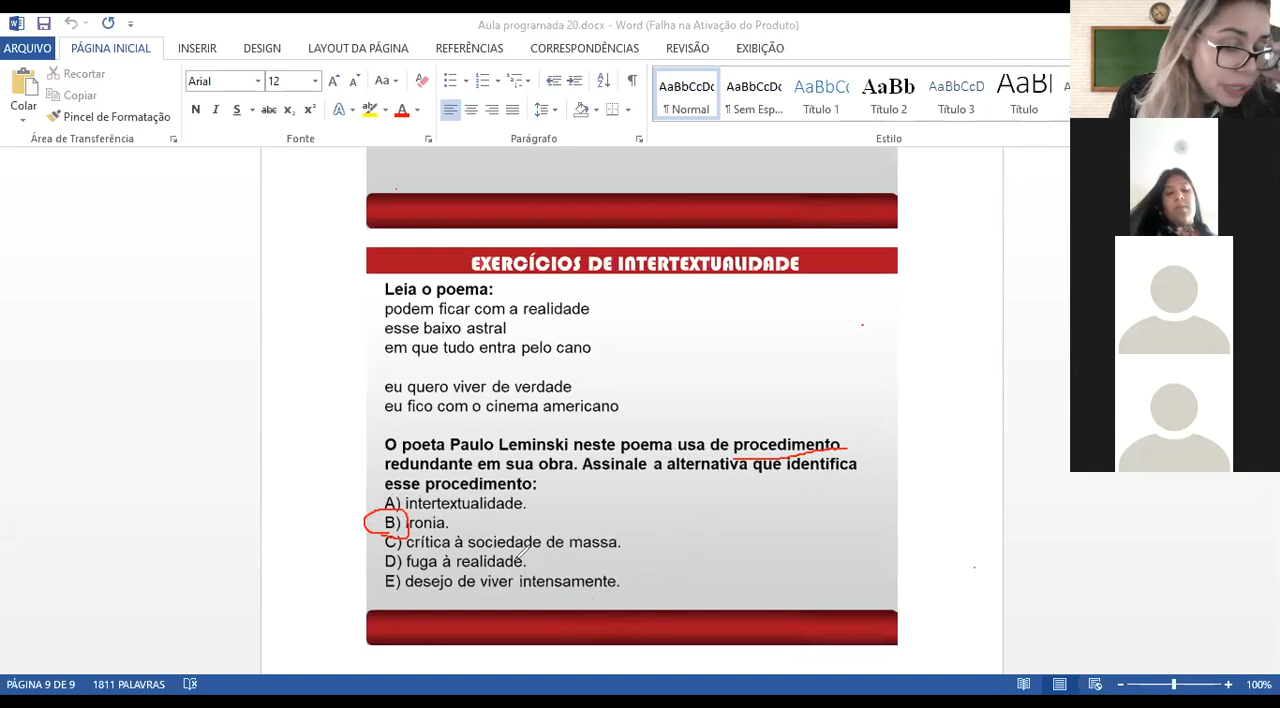 Aula programada 20.docx - Word (Falha na Ativação do Produto)
ARQUIVO PÁGINA INICIAL INSERIR DESIGN LAYOUT DA PÁGINA REFERÊNCIAS CORRESPONDÊNCIAS REVISÃO EXIBIÇÃO
Colar
Recortar
Copiar
Pincel de Formatação
Área de Transferência
Arial 12
Aa
N I S abc x₂ x² A A
Fonte
Parágrafo
AaBbCcDc AaBbCcDc AaBbCc AaBb AaBbCcD AaBl
¶ Normal ¶ Sem Esp... Título 1 Título 2 Título 3 Título
Estilo
EXERCÍCIOS DE INTERTEXTUALIDADE
Leia o poema:
podem ficar com a realidade
esse baixo astral
em que tudo entra pelo cano
eu quero viver de verdade
eu fico com o cinema americano
O poeta Paulo Leminski neste poema usa de procedimento
redundante em sua obra. Assinale a alternativa que identifica
esse procedimento:
A) intertextualidade.
B) ironia.
C) crítica à sociedade de massa.
D) fuga à realidade.
E) desejo de viver intensamente.
PÁGINA 9 DE 9 1811 PALAVRAS 100%